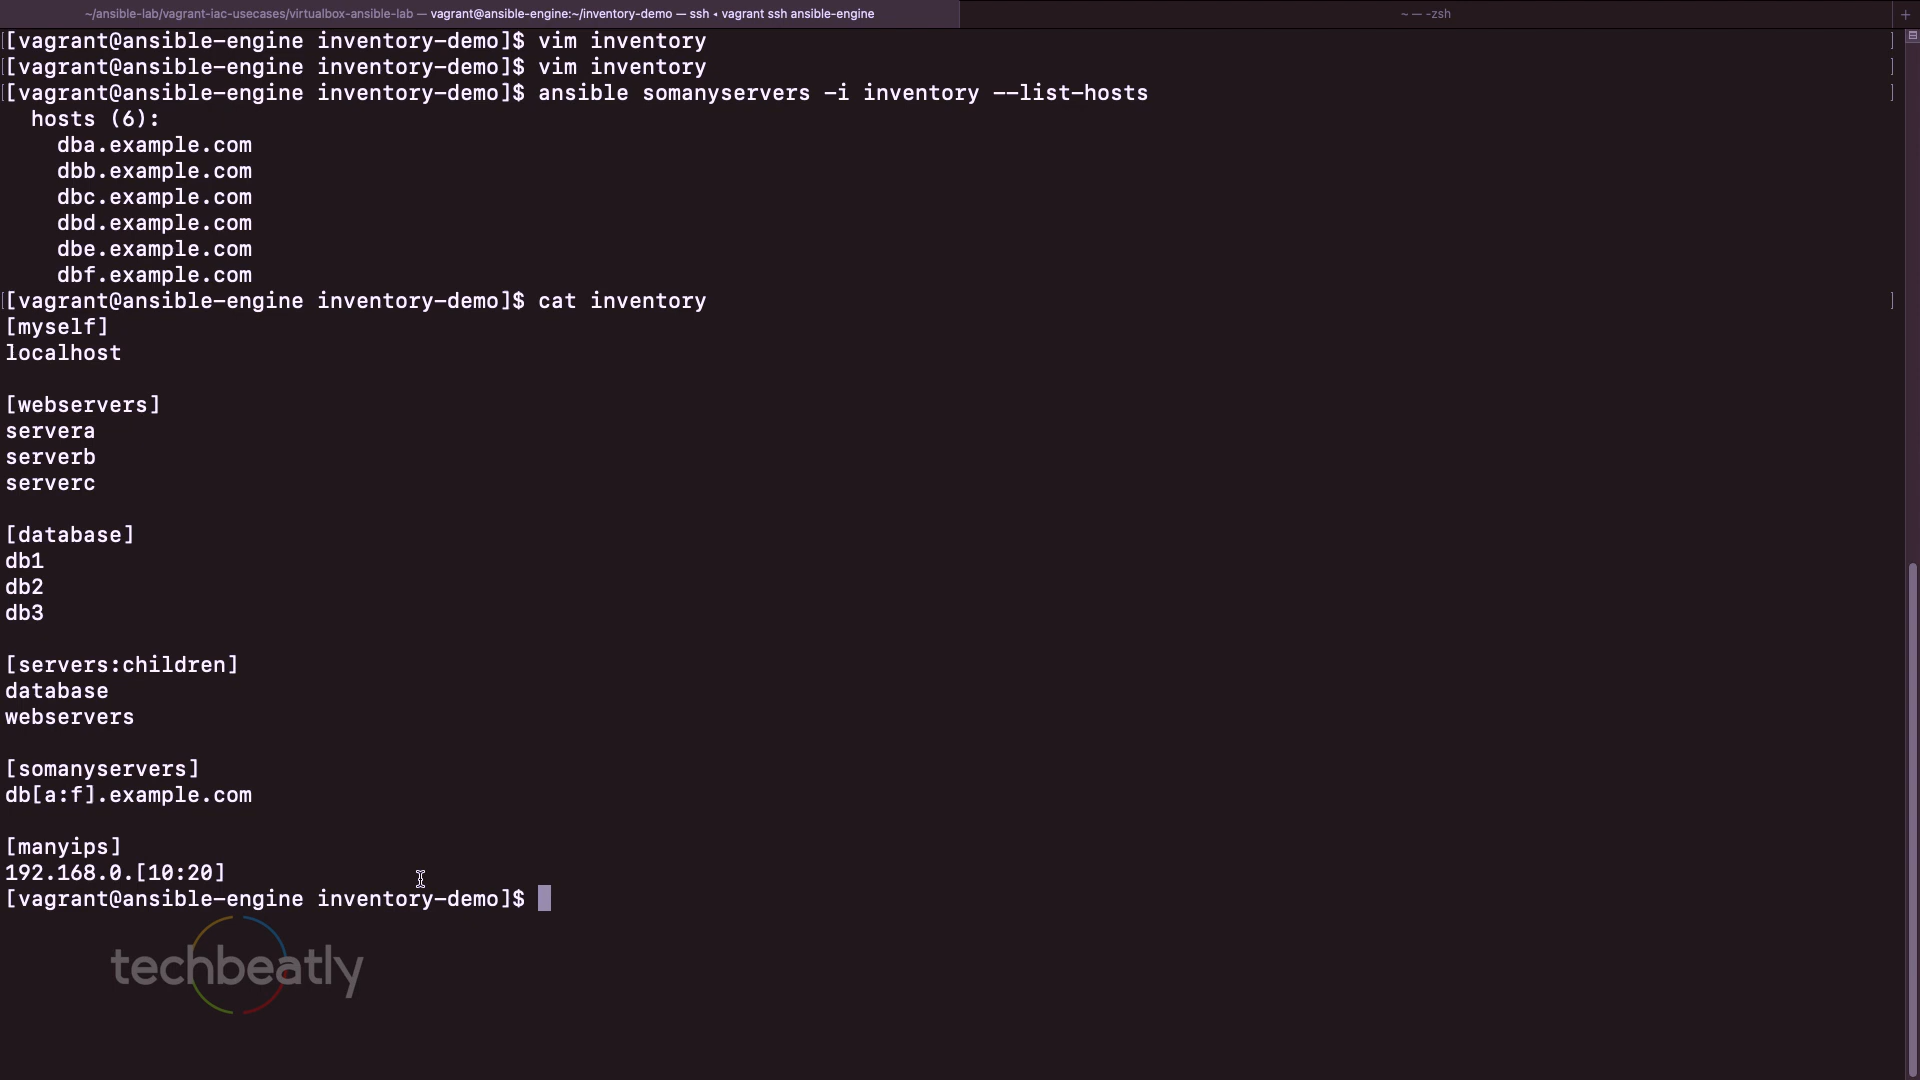 ~/ansible-lab/vagrant-iac-usecases/virtualbox-ansible-lab — vagrant@ansible-engine:~/inventory-demo — ssh ◂ vagrant ssh ansible-engine
~ — -zsh
[vagrant@ansible-engine inventory-demo]$ vim inventory
[vagrant@ansible-engine inventory-demo]$ vim inventory
[vagrant@ansible-engine inventory-demo]$ ansible somanyservers -i inventory --list-hosts
  hosts (6):
    dba.example.com
    dbb.example.com
    dbc.example.com
    dbd.example.com
    dbe.example.com
    dbf.example.com
[vagrant@ansible-engine inventory-demo]$ cat inventory
[myself]
localhost

[webservers]
servera
serverb
serverc

[database]
db1
db2
db3

[servers:children]
database
webservers

[somanyservers]
db[a:f].example.com

[manyips]
192.168.0.[10:20]
[vagrant@ansible-engine inventory-demo]$
techbeatly